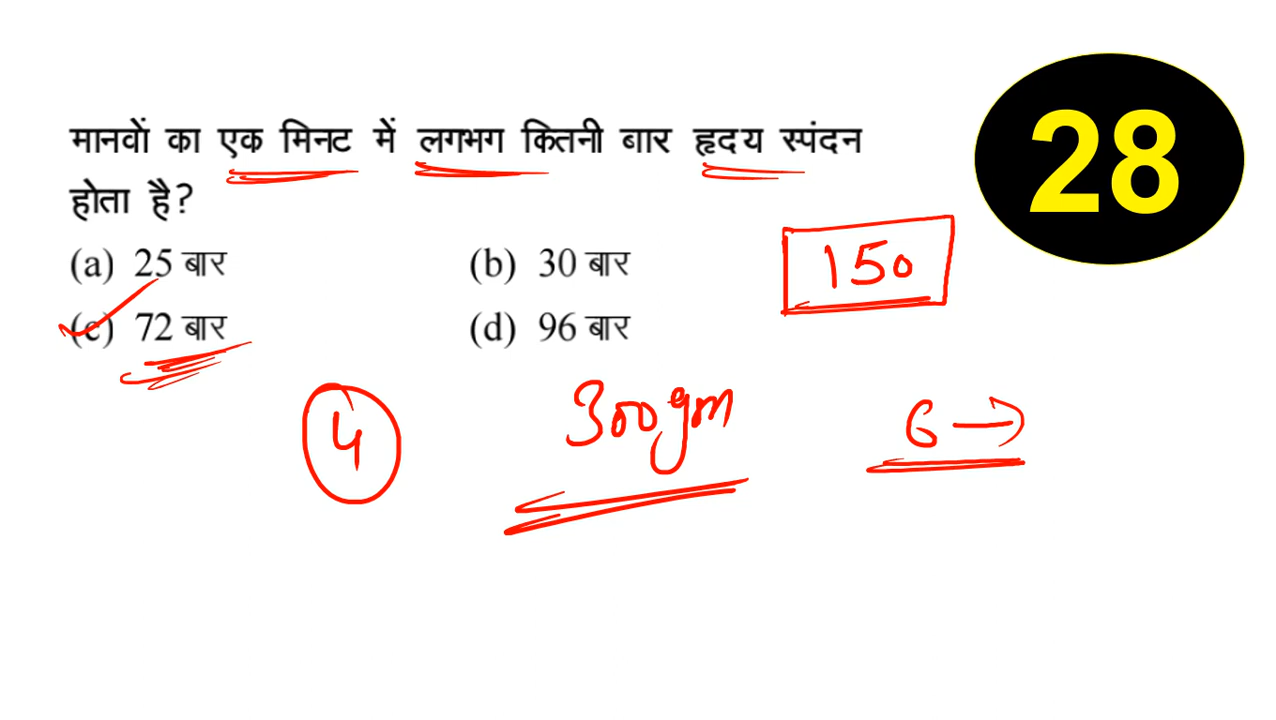 28
मानवों का एक मिनट में लगभग कितनी बार हृदय स्पंदन
होता है?
(a) 25 बार (b) 30 बार
150
(c) 72 बार (d) 96 बार
4 300gm 6 →